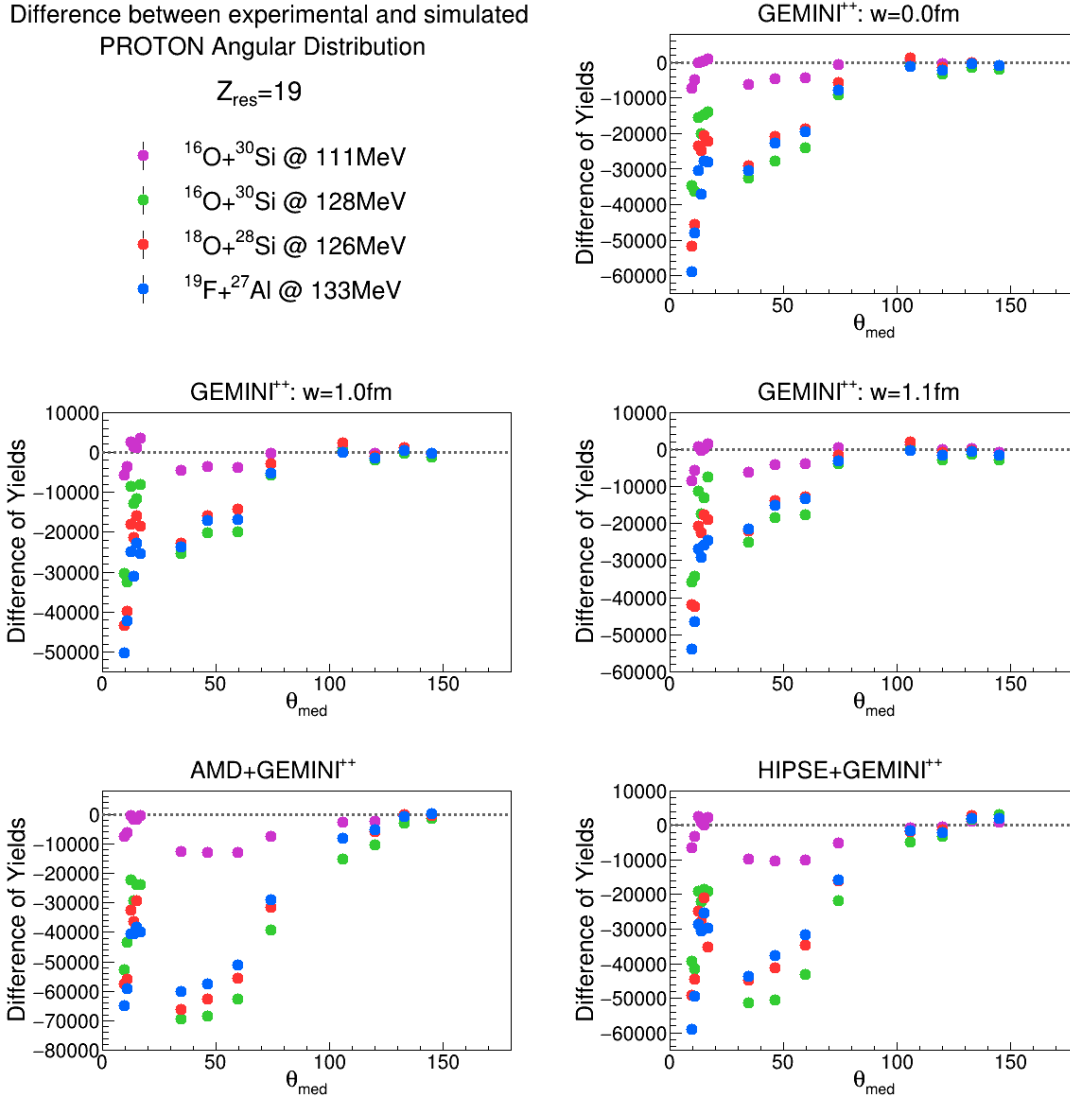 Difference between experimental and simulated
PROTON Angular Distribution
Z_res=19
¹⁶O+³⁰Si @ 111MeV
¹⁶O+³⁰Si @ 128MeV
¹⁸O+²⁸Si @ 126MeV
¹⁹F+²⁷Al @ 133MeV
GEMINI⁺⁺: w=0.0fm
Difference of Yields
0
−10000
−20000
−30000
−40000
−50000
−60000
0 50 100 150
θ_med
GEMINI⁺⁺: w=1.0fm
Difference of Yields
10000
0
−10000
−20000
−30000
−40000
−50000
0 50 100 150
θ_med
GEMINI⁺⁺: w=1.1fm
Difference of Yields
10000
0
−10000
−20000
−30000
−40000
−50000
−60000
0 50 100 150
θ_med
AMD+GEMINI⁺⁺
Difference of Yields
0
−10000
−20000
−30000
−40000
−50000
−60000
−70000
−80000
0 50 100 150
θ_med
HIPSE+GEMINI⁺⁺
Difference of Yields
10000
0
−10000
−20000
−30000
−40000
−50000
−60000
0 50 100 150
θ_med